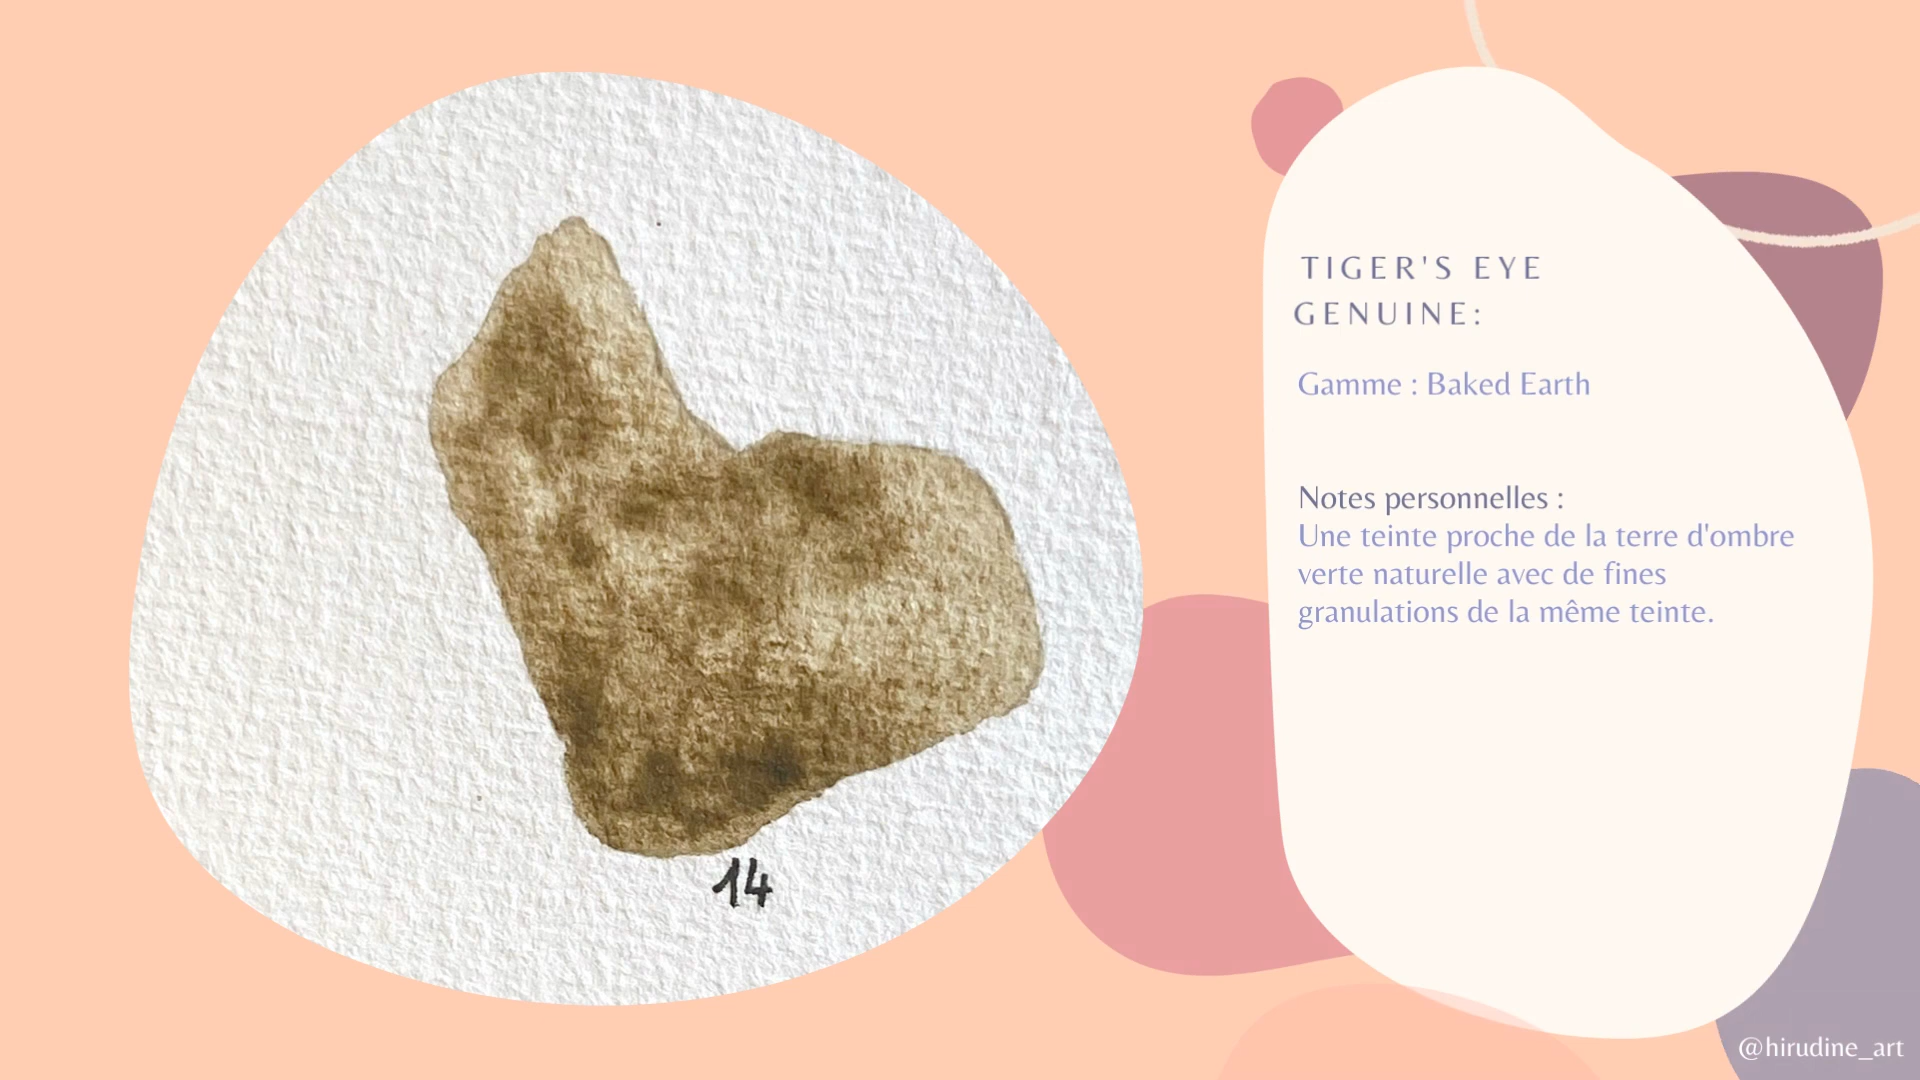 14
TIGER'S EYE
GENUINE:
Gamme : Baked Earth
Notes personnelles :
Une teinte proche de la terre d'ombre
verte naturelle avec de fines
granulations de la même teinte.
@hirudine_art